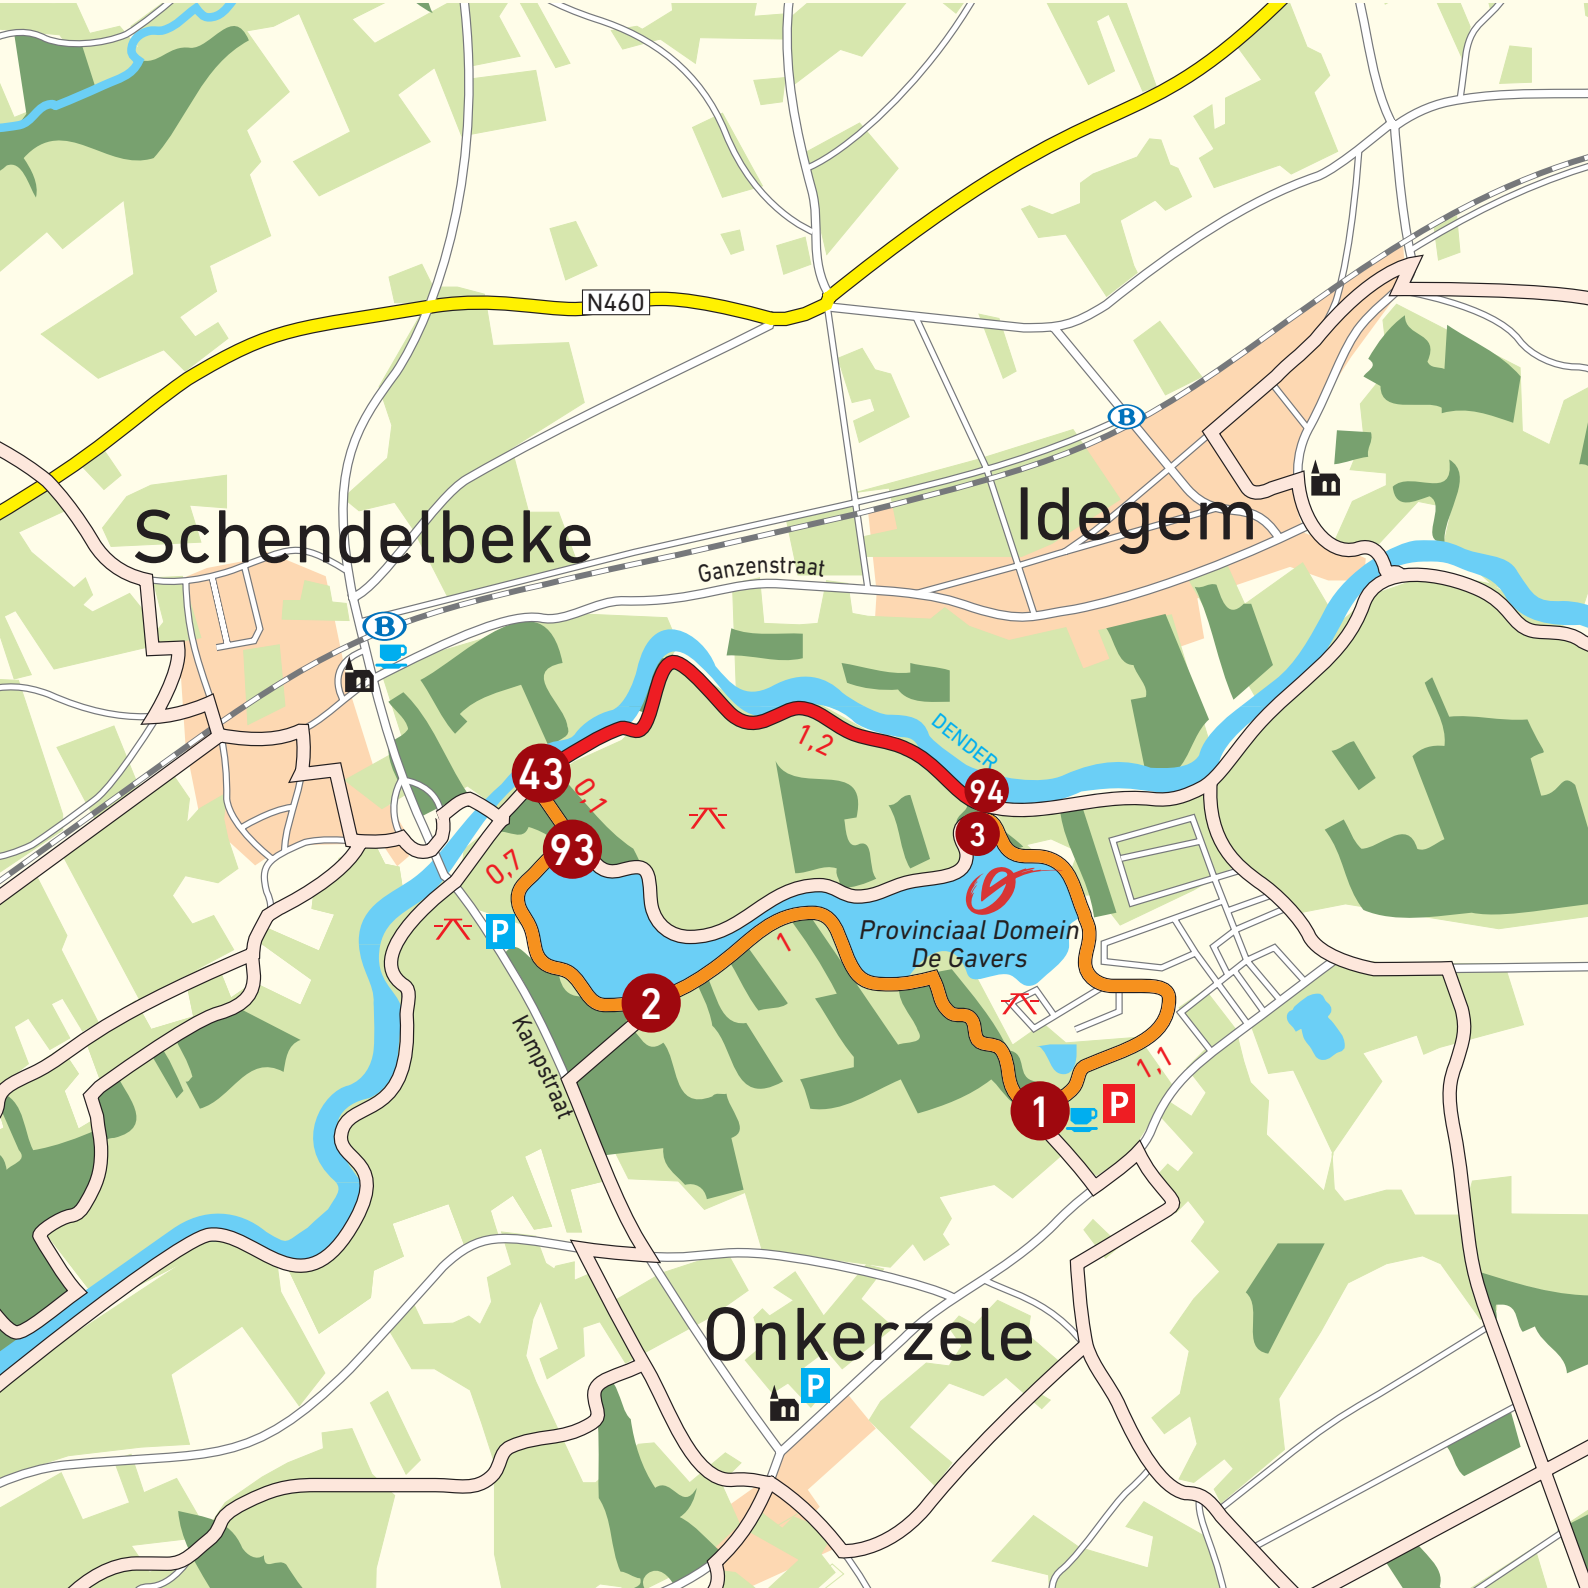 N460
B
Idegem
Schendelbeke
Ganzenstraat
B
DENDER
1,2
43
0,1
94
3
93
0,7
P
Provinciaal Domein
De Gavers
1
2
Kampstraat
1,1
1
P
Onkerzele
P